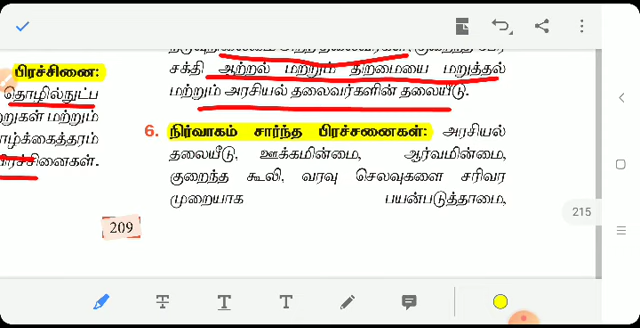 பிரச்சினை:
தொழில்நுட்ப
றுகள் மற்றும்
ழ்க்கைத்தரம்
சக்தி ஆற்றல் மற்றும் திறமையை மறுத்தல்
மற்றும் அரசியல் தலைவர்களின் தலையீடு.
6. நிர்வாகம் சார்ந்த பிரச்சனைகள்: அரசியல்
தலையீடு, ஊக்கமின்மை, ஆர்வமின்மை,
குறைந்த கூலி, வரவு செலவுகளை சரிவர
முறையாக பயன்படுத்தாமை,
209
215
T T T